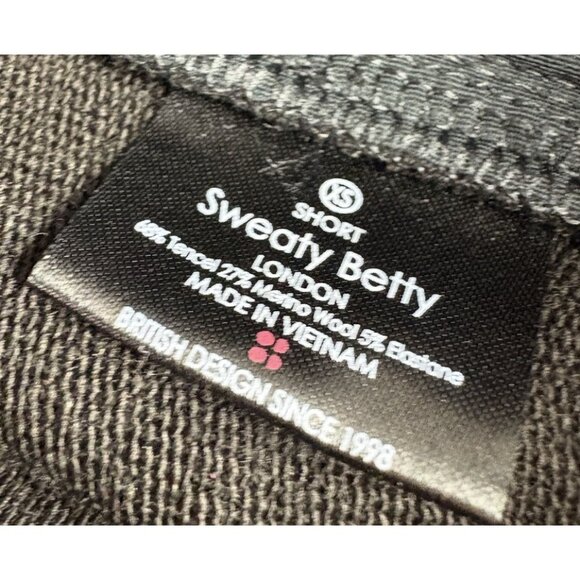 XS
SHORT
Sweaty Betty
LONDON
68% Tencel 27% Merino Wool 5% Elastane
MADE IN VIETNAM
BRITISH DESIGN SINCE 1998